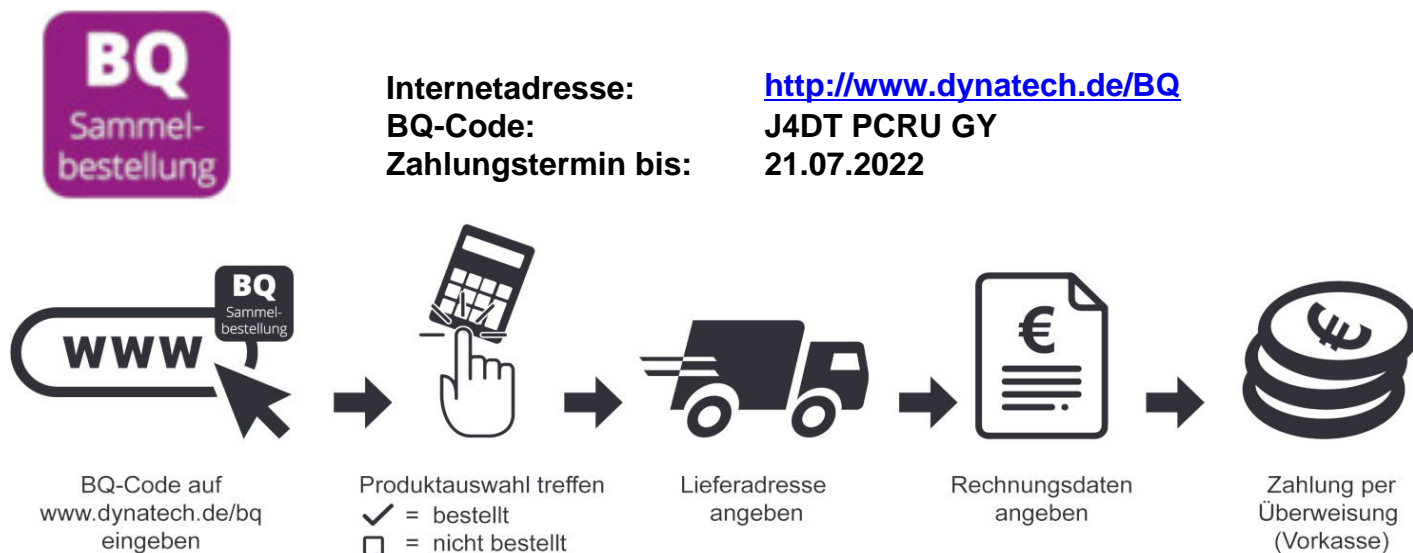 BQ
Sammel-
bestellung
Internetadresse: http://www.dynatech.de/BQ
BQ-Code: J4DT PCRU GY
Zahlungstermin bis: 21.07.2022
BQ
Sammel-
bestellung
www
€
€
BQ-Code auf
www.dynatech.de/bq
eingeben
Produktauswahl treffen
✓ = bestellt
☐ = nicht bestellt
Lieferadresse
angeben
Rechnungsdaten
angeben
Zahlung per
Überweisung
(Vorkasse)